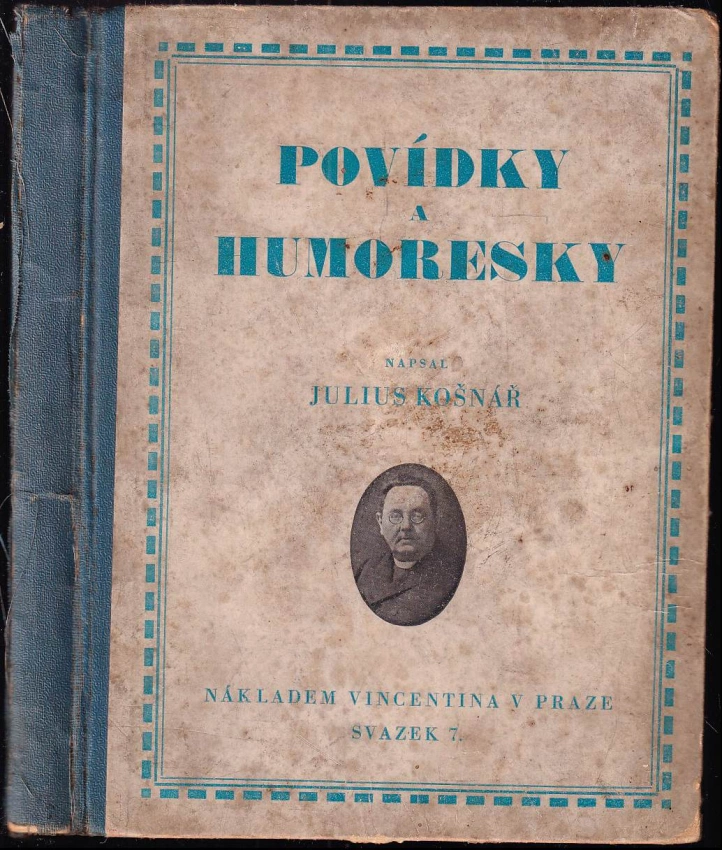 POVÍDKY
A
HUMORESKY
NAPSAL
JULIUS KOŠNÁŘ
NÁKLADEM VINCENTINA V PRAZE
SVAZEK 7.